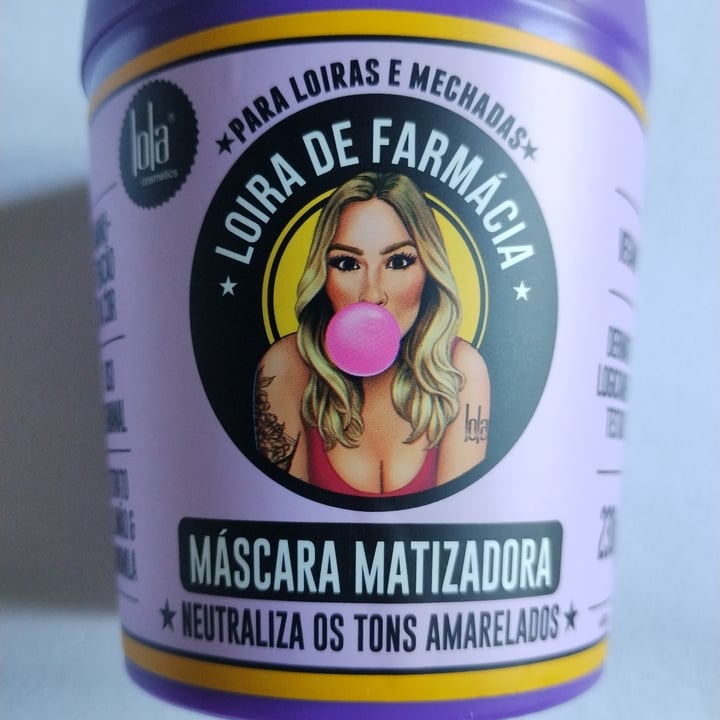 lola
cosmetics
★PARA LOIRAS E MECHADAS★
★ LOIRA DE FARMÁCIA ★
lola
MÁSCARA MATIZADORA
★NEUTRALIZA OS TONS AMARELADOS★